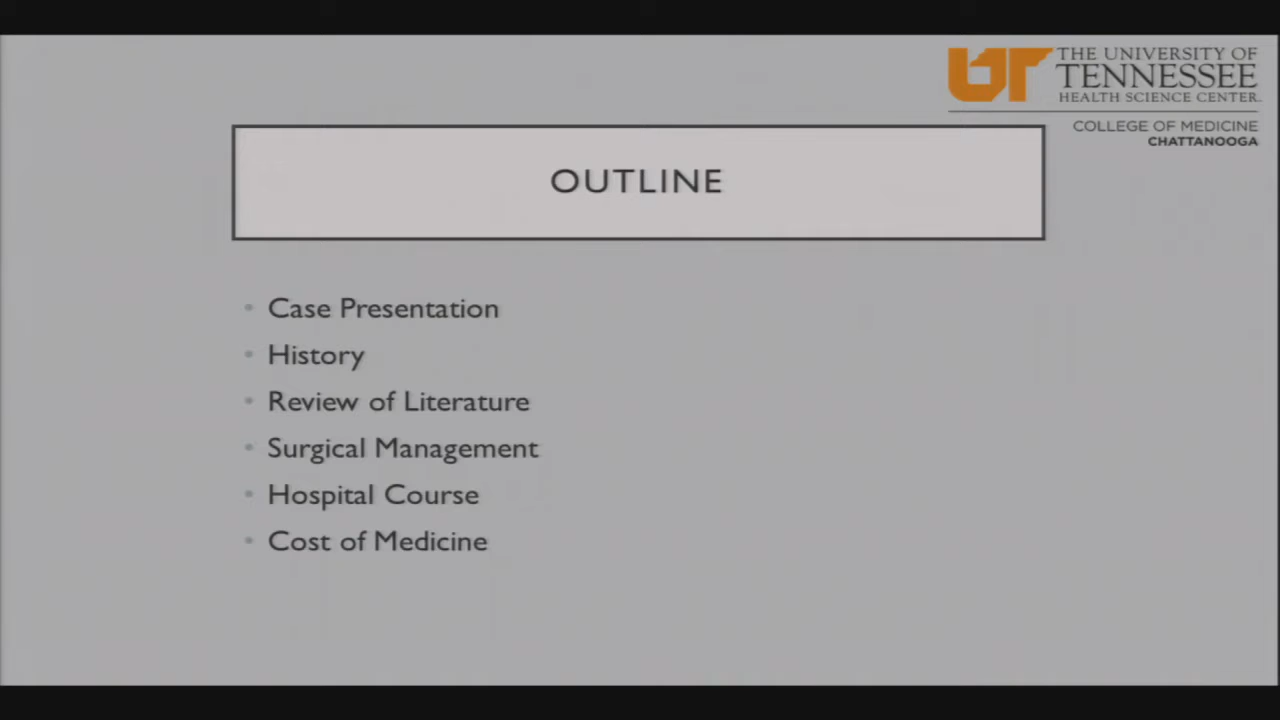 UT THE UNIVERSITY OF
TENNESSEE
HEALTH SCIENCE CENTER.
COLLEGE OF MEDICINE
CHATTANOOGA
OUTLINE
• Case Presentation
• History
• Review of Literature
• Surgical Management
• Hospital Course
• Cost of Medicine